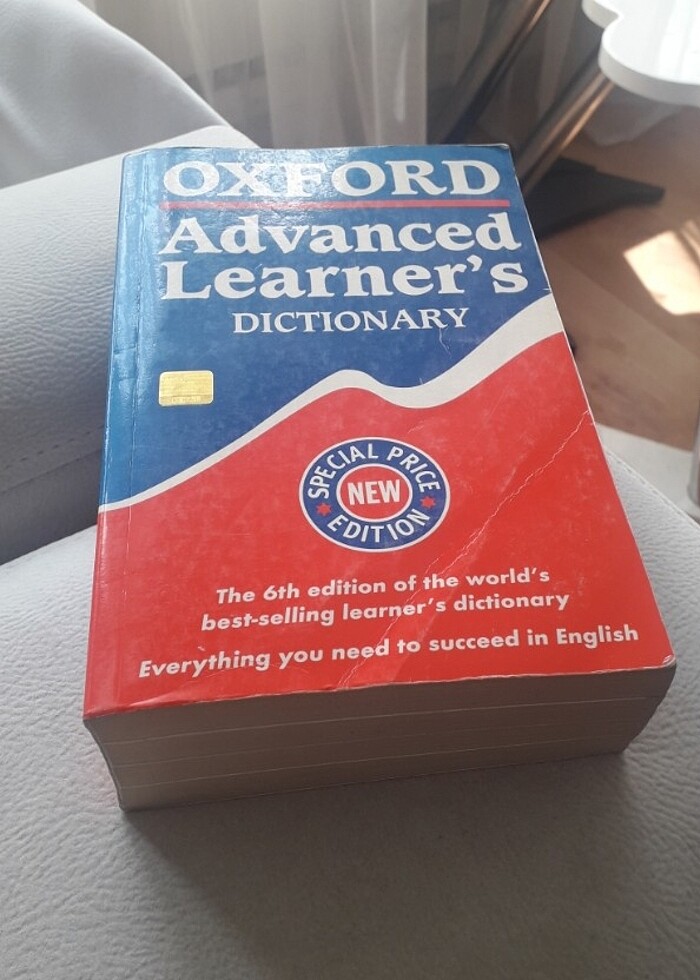 OXFORD
Advanced
Learner's
DICTIONARY
SPECIAL PRICE
NEW
EDITION
The 6th edition of the world's
best-selling learner's dictionary
Everything you need to succeed in English